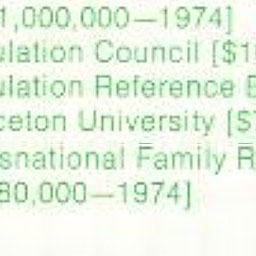 1,000,000—1974]
ulation Council [$1
ulation Reference
ceton University [$
snational Family R
80,000—1974]